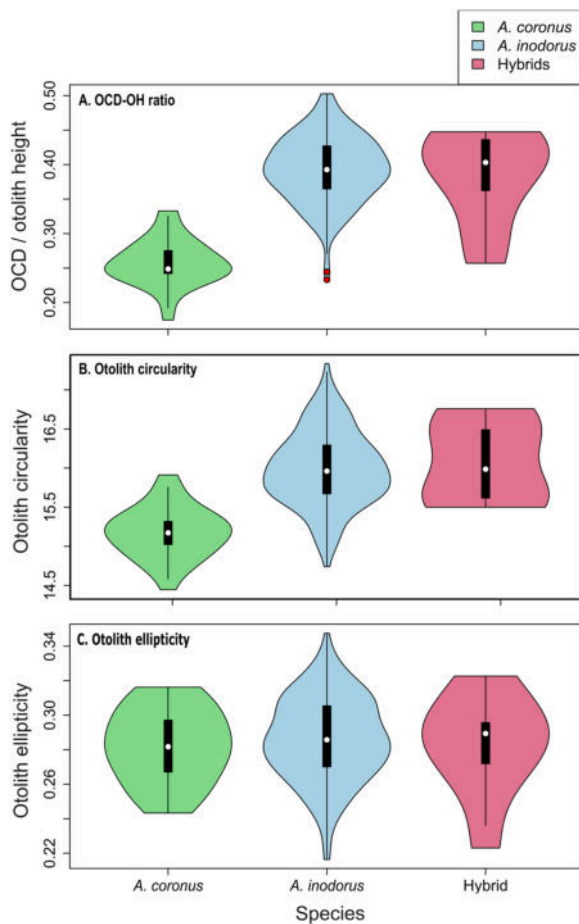 A. coronus
A. inodorus
Hybrids
A. OCD-OH ratio
OCD / otolith height
0.50
0.40
0.30
0.20
B. Otolith circularity
Otolith circularity
16.5
15.5
14.5
C. Otolith ellipticity
Otolith ellipticity
0.34
0.30
0.26
0.22
A. coronus
A. inodorus
Hybrid
Species